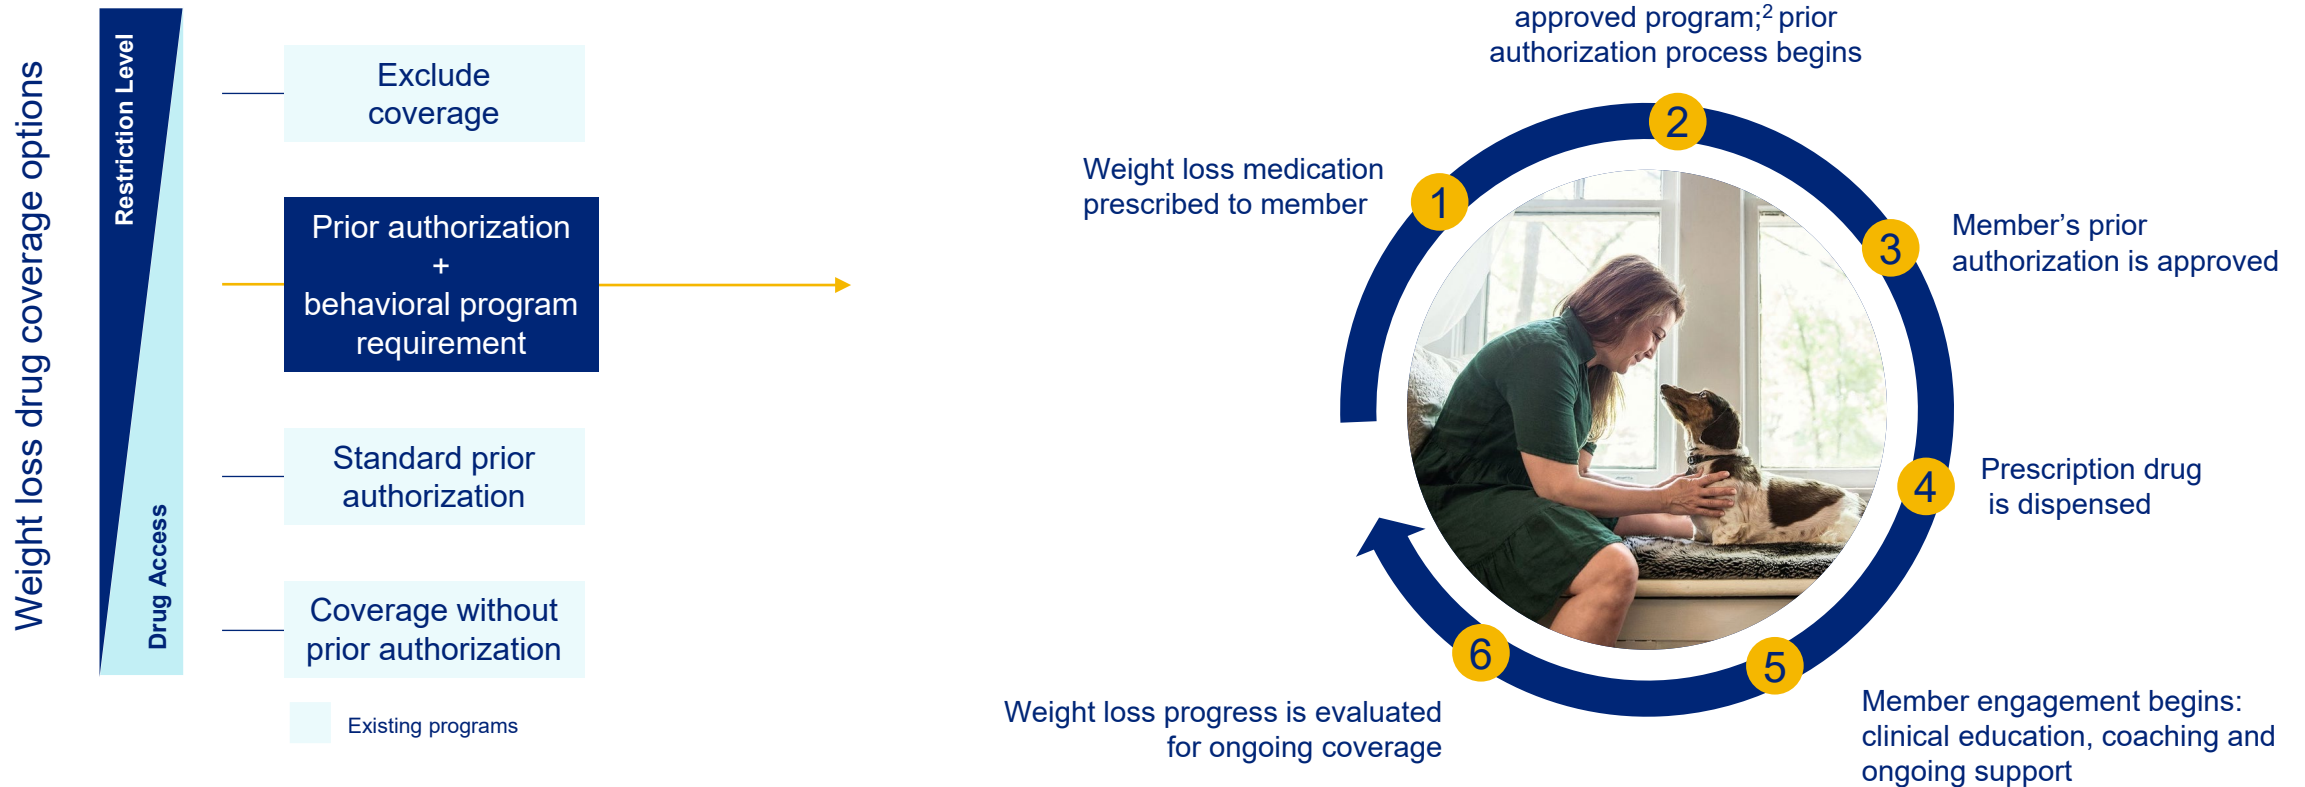 Weight loss drug coverage options
Restriction Level
Drug Access
Exclude
coverage
Prior authorization
+
behavioral program
requirement
Standard prior
authorization
Coverage without
prior authorization
Existing programs
1
Weight loss medication
prescribed to member
2
approved program;² prior
authorization process begins
3
Member’s prior
authorization is approved
4
Prescription drug
is dispensed
5
Member engagement begins:
clinical education, coaching and
ongoing support
6
Weight loss progress is evaluated
for ongoing coverage